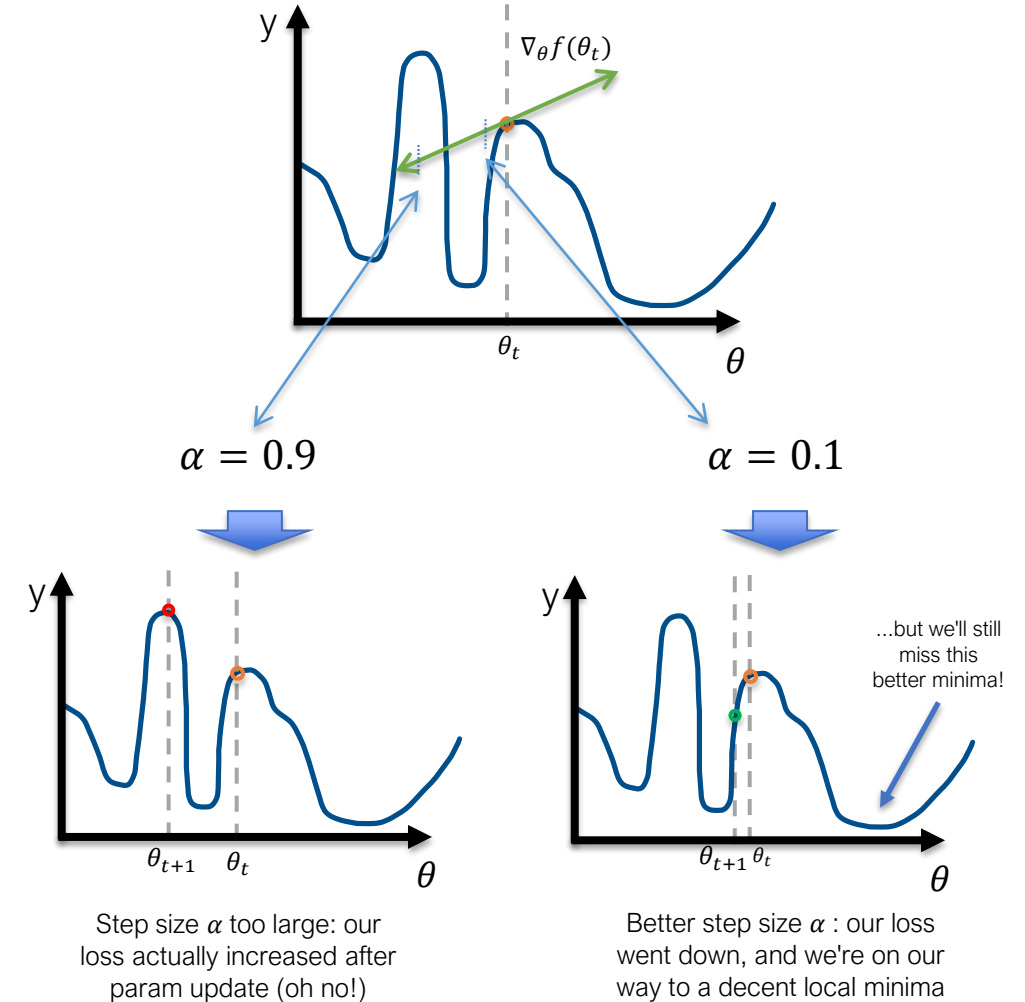 y
∇θf(θt)
θt
θ
α = 0.9
α = 0.1
y
θt+1
θt
θ
Step size α too large: our
loss actually increased after
param update (oh no!)
y
...but we'll still
miss this
better minima!
θt+1
θt
θ
Better step size α : our loss
went down, and we're on our
way to a decent local minima